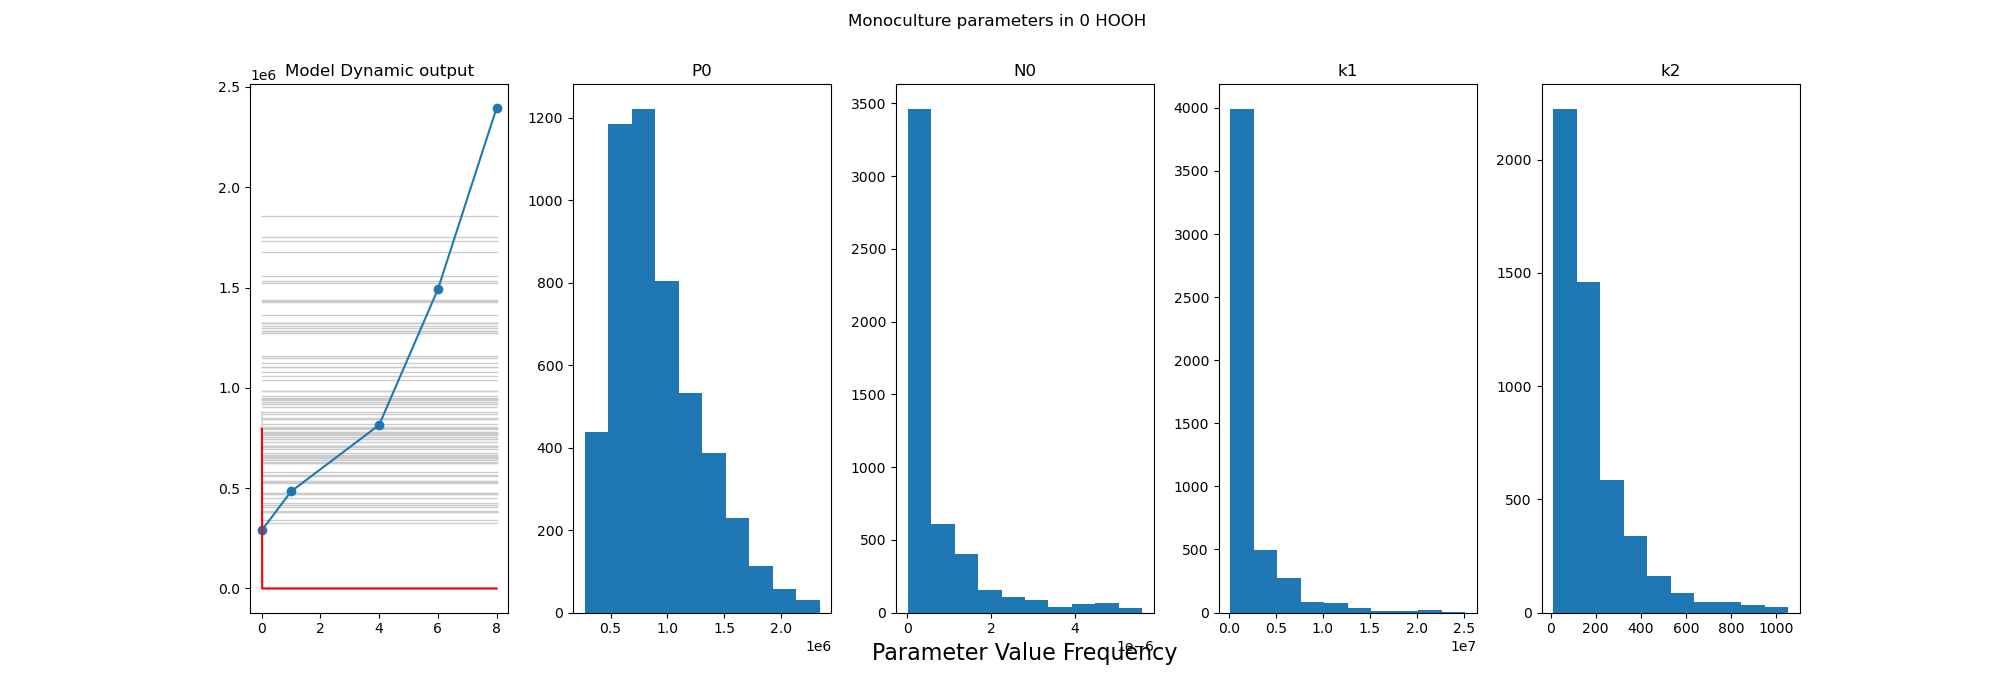 Monoculture parameters in 0 HOOH
Model Dynamic output
1e6
2.5
2.0
1.5
1.0
0.5
0.0
0 2 4 6 8
P0
1200
1000
800
600
400
200
0
0.5 1.0 1.5 2.0
1e6
N0
3500
3000
2500
2000
1500
1000
500
0
0 2 4
1e−6
k1
4000
3500
3000
2500
2000
1500
1000
500
0
0.0 0.5 1.0 1.5 2.0 2.5
1e7
k2
2000
1500
1000
500
0
0 200 400 600 800 1000
Parameter Value Frequency